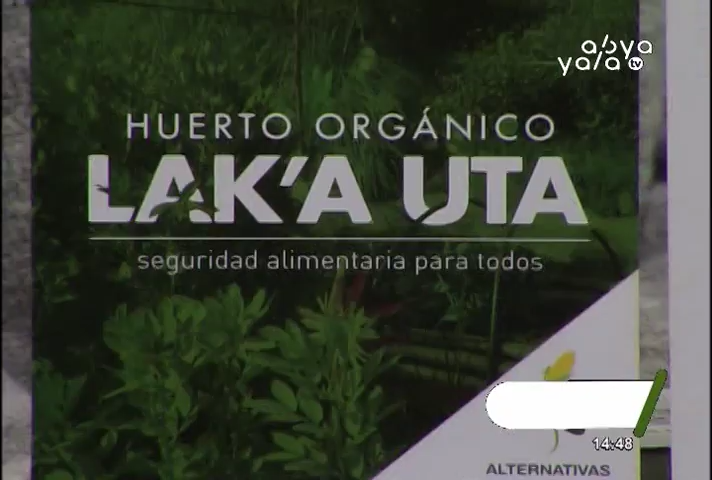 abya
yala tv
HUERTO ORGÁNICO
LAK'A UTA
seguridad alimentaria para todos
14:48
ALTERNATIVAS